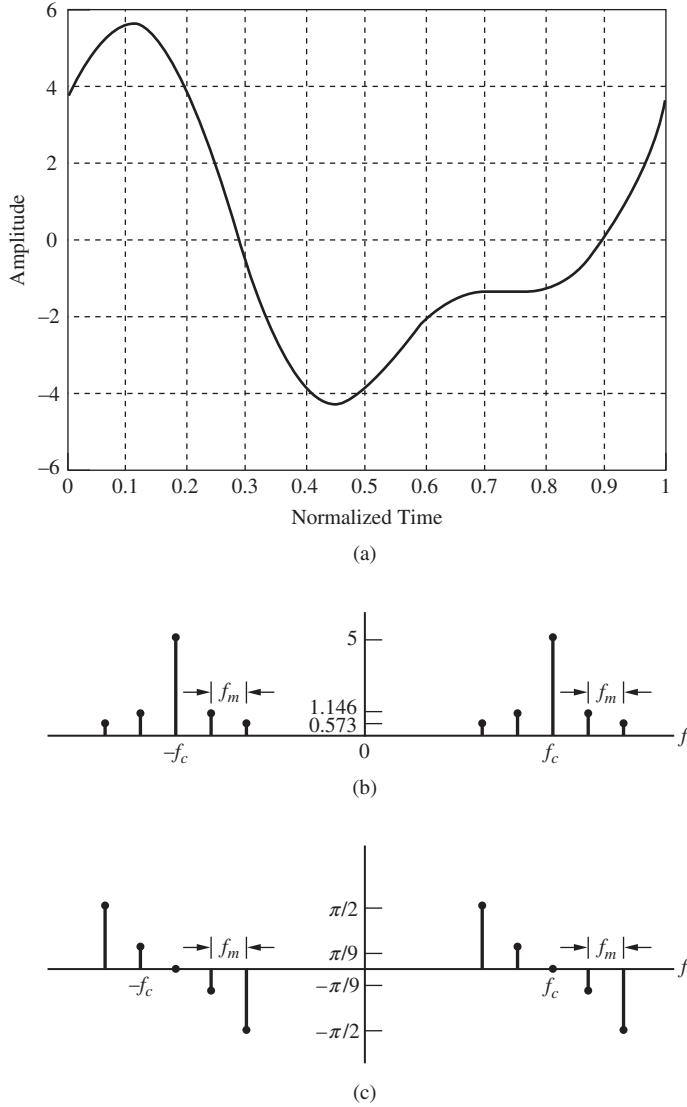 6
4
2
0
−2
−4
−6
Amplitude
0 0.1 0.2 0.3 0.4 0.5 0.6 0.7 0.8 0.9 1
Normalized Time
(a)
5
1.146
0.573
f_m
f_m
−f_c
0
f_c
f
(b)
π/2
π/9
−π/9
−π/2
f_m
f_m
−f_c
f_c
f
(c)